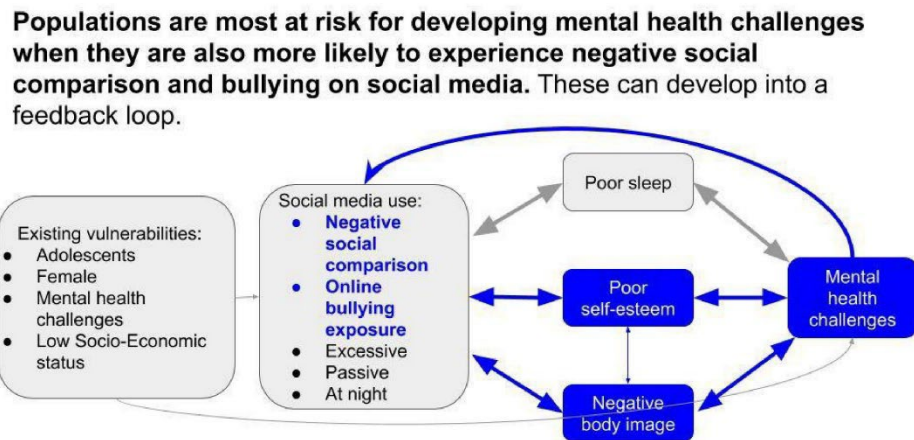 Populations are most at risk for developing mental health challenges
when they are also more likely to experience negative social
comparison and bullying on social media. These can develop into a
feedback loop.
Existing vulnerabilities:
● Adolescents
● Female
● Mental health
challenges
● Low Socio-Economic
status
Social media use:
● Negative
social
comparison
● Online
bullying
exposure
● Excessive
● Passive
● At night
Poor sleep
Poor
self-esteem
Negative
body image
Mental
health
challenges